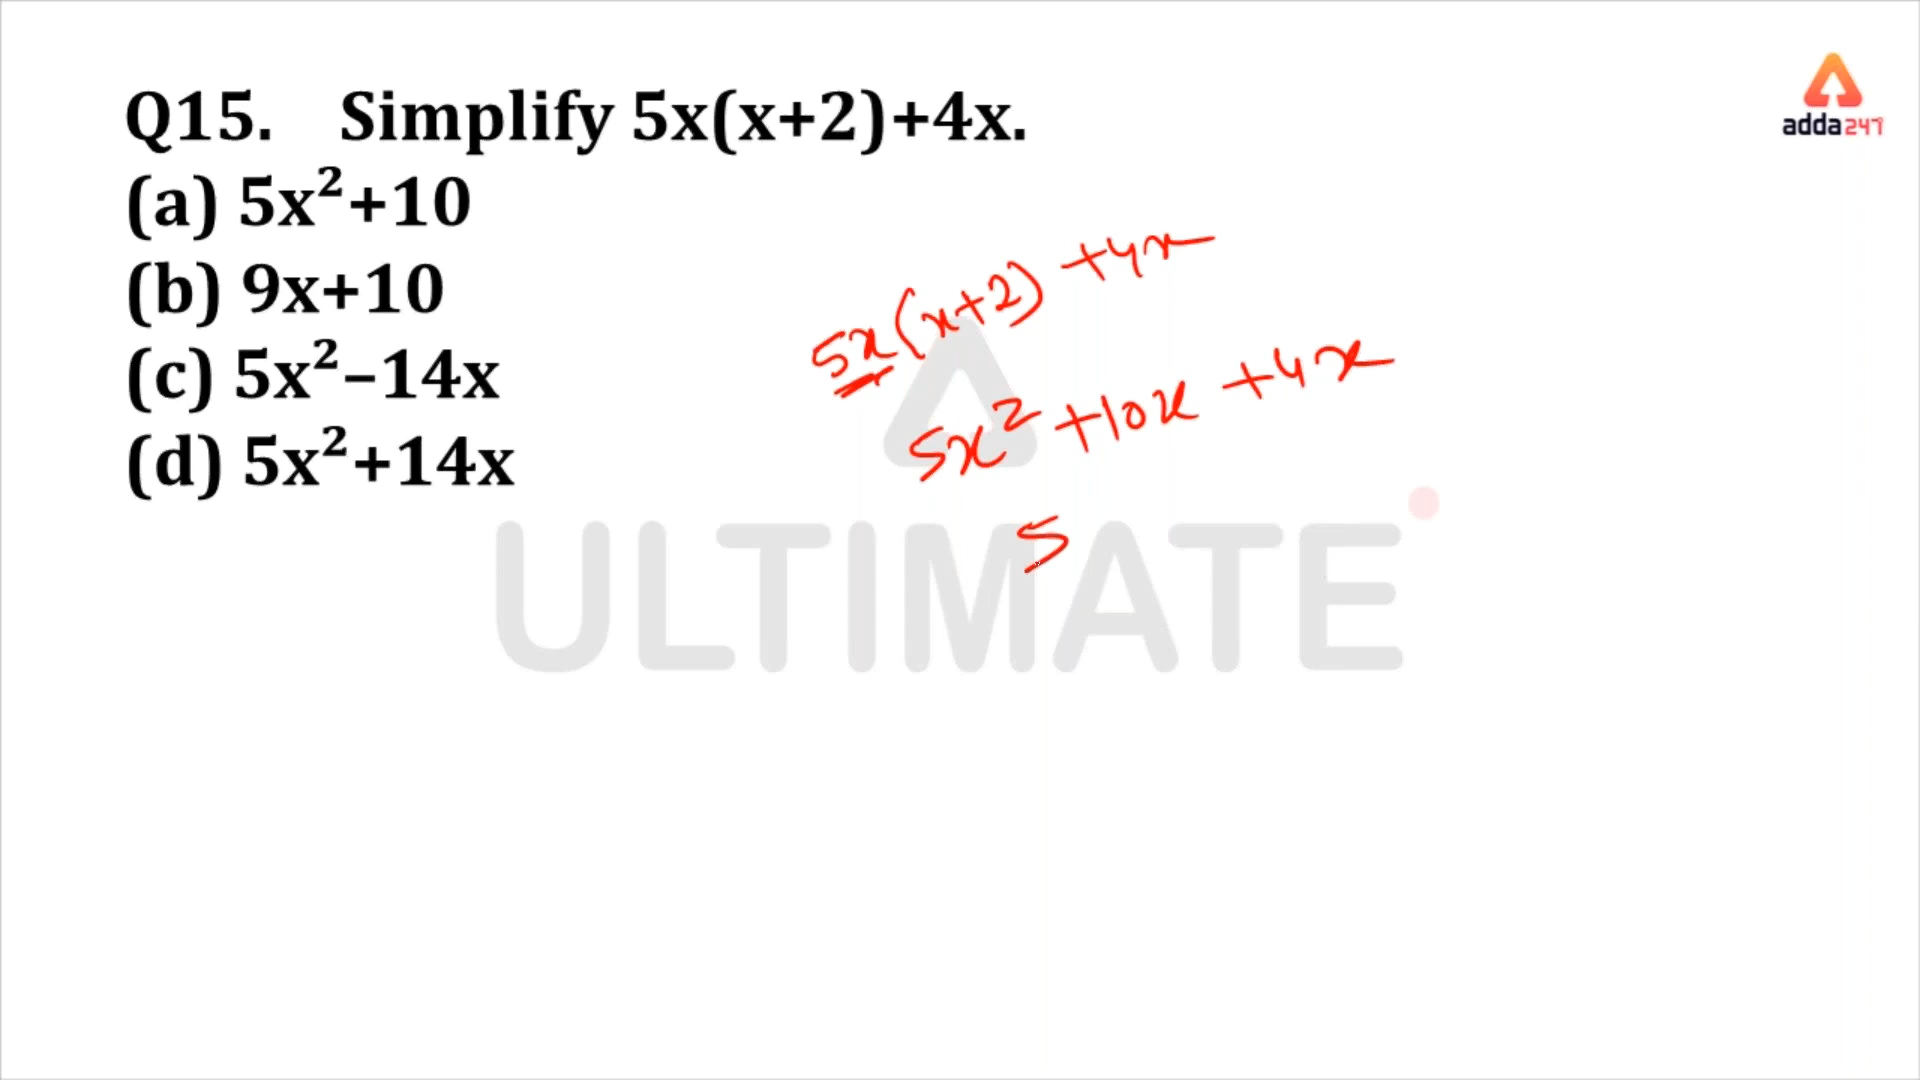 Q15. Simplify 5x(x+2)+4x.
(a) 5x²+10
(b) 9x+10
(c) 5x²–14x
(d) 5x²+14x
5x(x+2) +4x
5x² +10x +4x
5
ULTIMATE
adda247